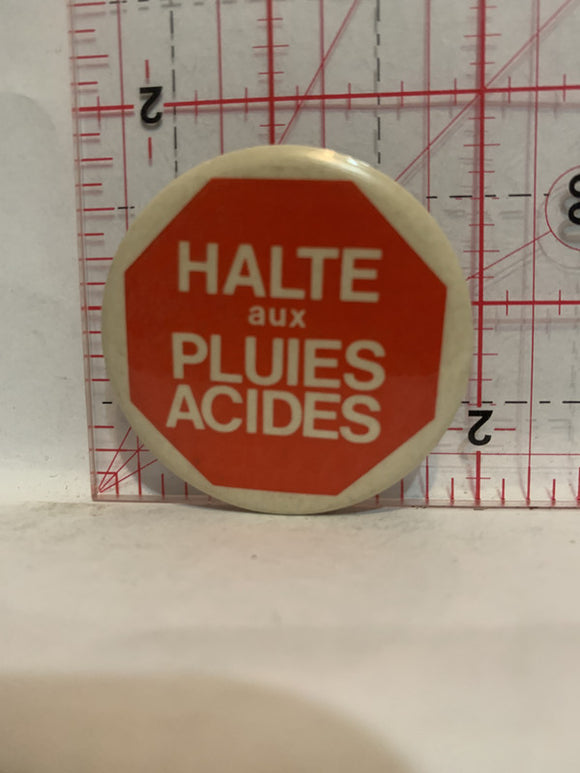 2
HALTE
aux
PLUIES
ACIDES
2